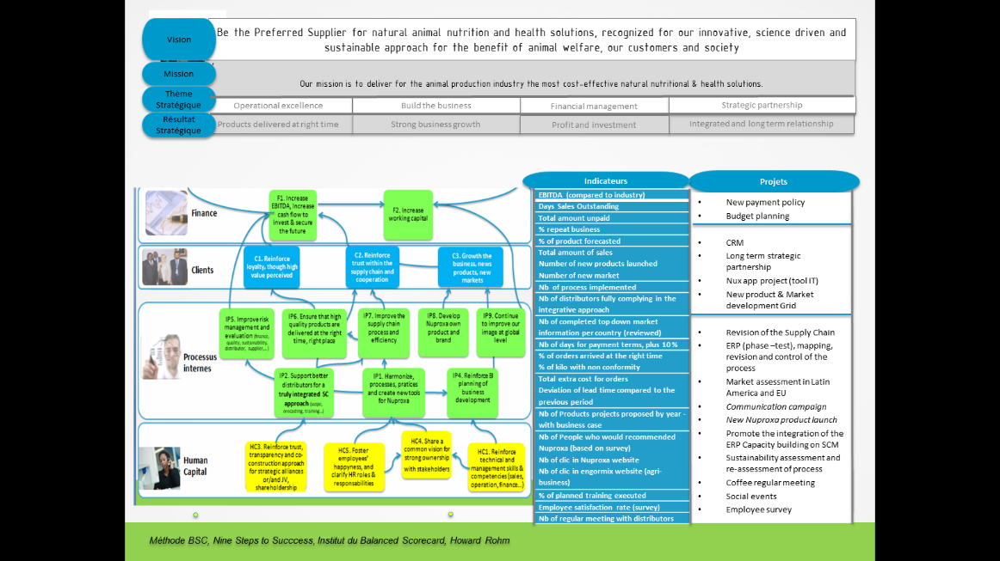 Vision
Be the Preferred Supplier for natural animal nutrition and health solutions, recognized for our innovative, science driven and
sustainable approach for the benefit of animal welfare, our customers and society
Mission
Our mission is to deliver for the animal production industry the most cost-effective natural nutritional & health solutions.
Thème
Stratégique
Operational excellence
Build the business
Financial management
Strategic partnership
Résultat
Stratégique
Products delivered at right time
Strong business growth
Profit and investment
Integrated and long term relationship
Finance
F1. Increase
EBITDA, Increase
cash flow to
invest & secure
the future
F2. Increase
working capital
Clients
C1. Reinforce
loyalty, though high
value perceived
C2. Reinforce
trust within the
supply chain and
cooperation
C3. Growth the
business, news
products, new
markets
Processus
internes
IP5. Improve risk
management and
evaluation (finance,
quality, sustainability,
distributor, supplier,...)
IP6. Ensure that high
quality products are
delivered at the right
time, right place
IP7. Improve the
supply chain
process and
efficiency
IP8. Develop
Nuproxa own
product and
brand
IP9. Continue
to improve our
image at global
level
IP2. Support better
distributors for a
truly integrated SC
approach (scope,
orecasting, training...)
IP1. Harmonize,
processes, pratices
and create new tools
for Nuproxa
IP4. Reinforce BI
planning of
business
development
Human
Capital
HC3. Reinforce trust,
transparency and co-
construction approach
for strategic alliances
or/and JV,
shareholdership
HC5. Foster
employees'
happyness, and
clarify HR roles &
responsabilities
HC4. Share a
common vision for
strong ownership
with stakeholders
HC1. Reinforce
technical and
management skills &
competencies (sales,
operation, finance...)
Indicateurs
EBITDA (compared to industry)
Days Sales Outstanding
Total amount unpaid
% repeat business
% of product forecasted
Total amount of sales
Number of new products launched
Number of new market
Nb of process implemented
Nb of distributors fully complying in the
integrative approach
Nb of completed top down market
information per country (reviewed)
Nb of days for payment terms, plus 10 %
% of orders arrived at the right time
% of kilo with non conformity
Total extra cost for orders
Deviation of lead time compared to the
previous period
Nb of Products projects proposed by year -
with business case
Nb of People who would recommended
Nuproxa (based on survey)
Nb of clic in Nuproxa website
Nb of clic in engormix website (agri-
business)
% of planned training executed
Employee satisfaction rate (survey)
Nb of regular meeting with distributors
Projets
• New payment policy
• Budget planning
• CRM
• Long term strategic
partnership
• Nux app project (tool IT)
• New product & Market
development Grid
• Revision of the Supply Chain
• ERP (phase –test), mapping,
revision and control of the
process
• Market assessment in Latin
America and EU
• Communication campaign
• New Nuproxa product launch
• Promote the integration of the
ERP Capacity building on SCM
• Sustainability assessment and
re-assessment of process
• Coffee regular meeting
• Social events
• Employee survey
Méthode BSC, Nine Steps to Succcess, Institut du Balanced Scorecard, Howard Rohm